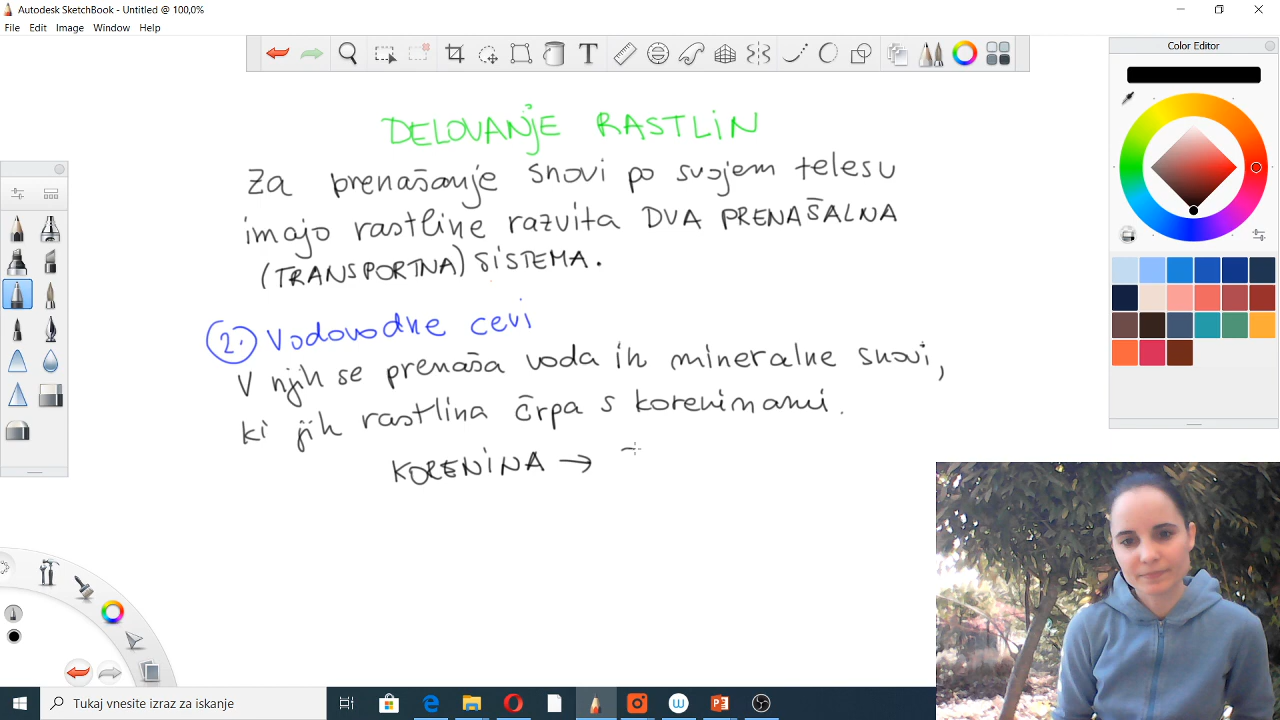 Autodesk SketchBook - Untitled @ 100,0%
File Edit Image Window Help
Color Editor
DELOVANJE RASTLIN
Za prenašanje snovi po svojem telesu
imajo rastline razvita DVA PRENAŠALNA
(TRANSPORTNA) SISTEMA.
2. Vodovodne cevi
V njih se prenaša voda in mineralne snovi,
ki jih rastlina črpa s koreninami.
KORENINA →
Tukaj vnesite izraz za iskanje